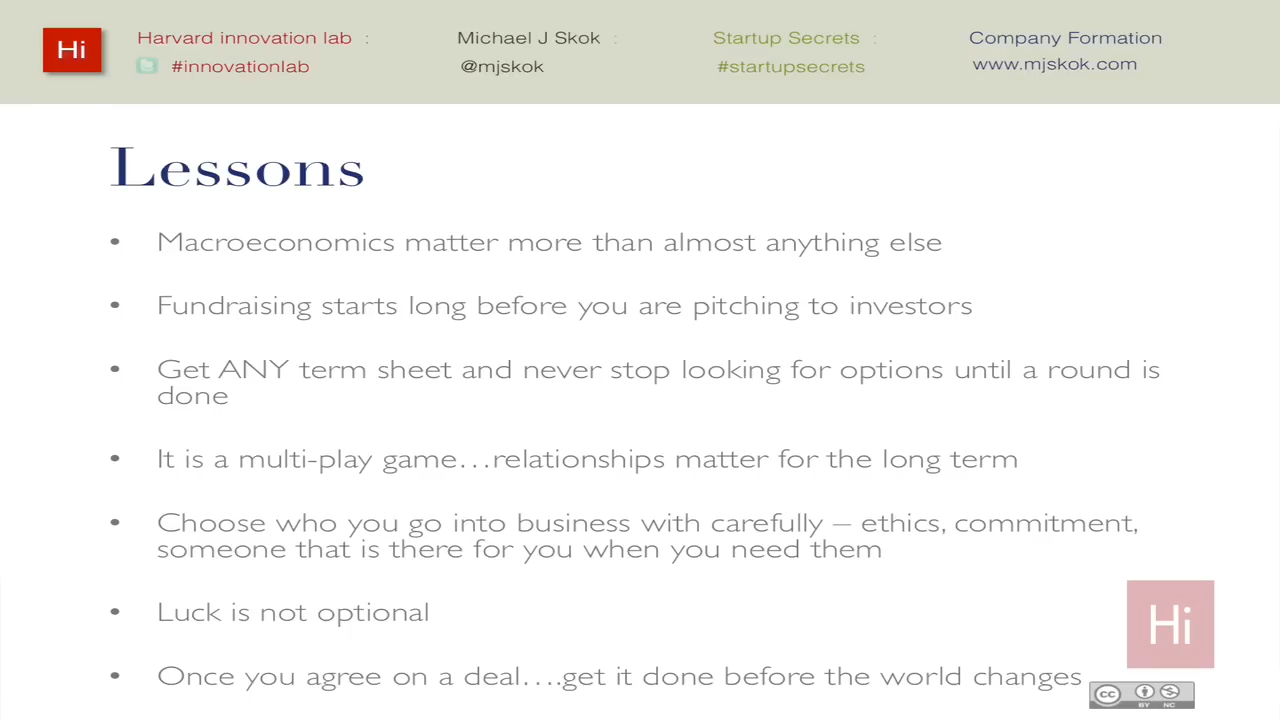 Hi
Harvard innovation lab :
#innovationlab
Michael J Skok :
@mjskok
Startup Secrets :
#startupsecrets
Company Formation
www.mjskok.com
Lessons
• Macroeconomics matter more than almost anything else
• Fundraising starts long before you are pitching to investors
• Get ANY term sheet and never stop looking for options until a round is
done
• It is a multi-play game…relationships matter for the long term
• Choose who you go into business with carefully – ethics, commitment,
someone that is there for you when you need them
• Luck is not optional
• Once you agree on a deal….get it done before the world changes
Hi
cc
BY NC